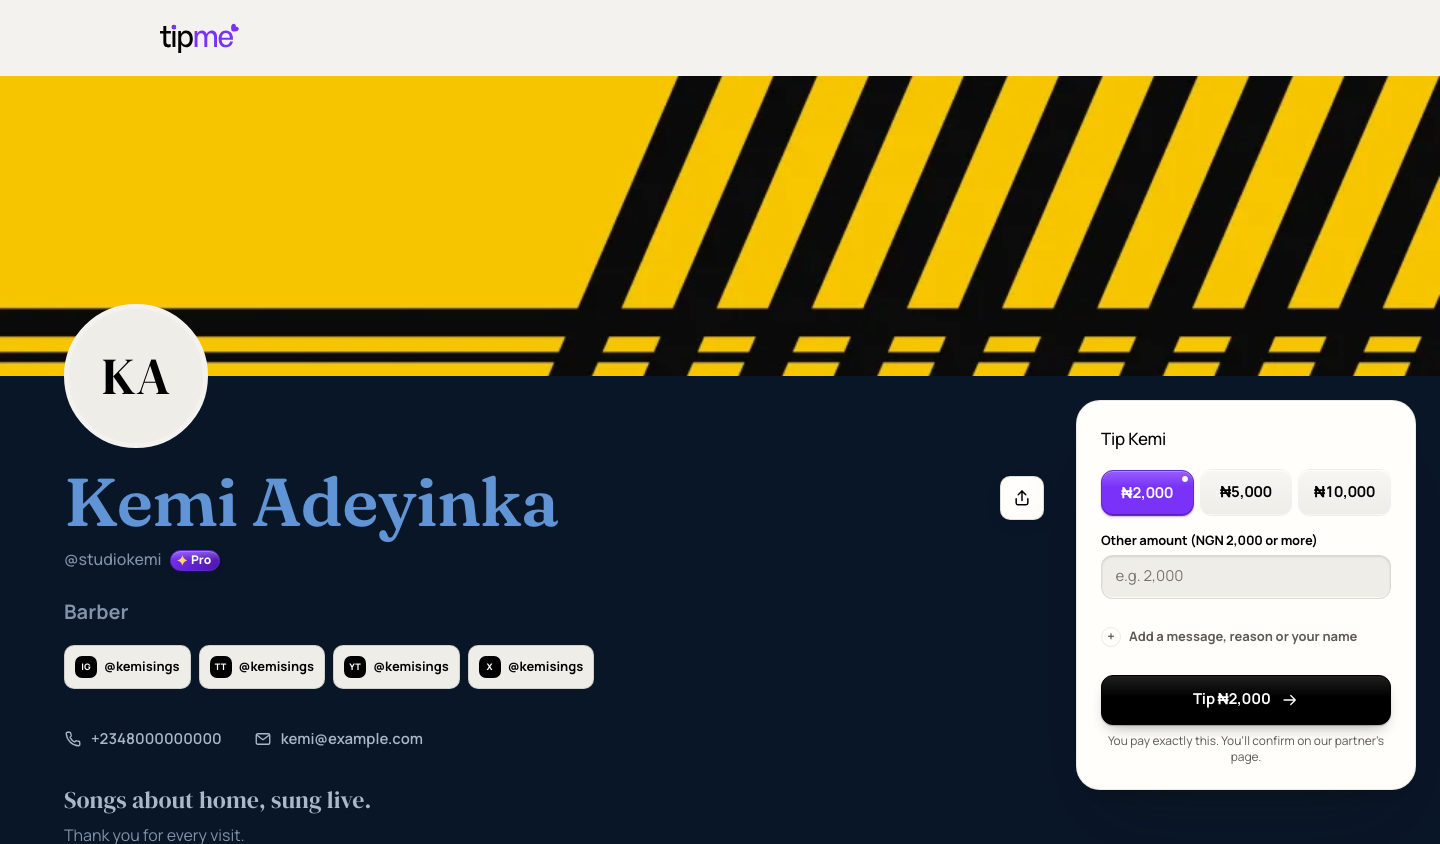 tipme
KA
Kemi Adeyinka
@studiokemi
Pro
Barber
IG @kemisings
TT @kemisings
YT @kemisings
X @kemisings
+2348000000000
kemi@example.com
Songs about home, sung live.
Thank you for every visit.
Tip Kemi
₦2,000
₦5,000
₦10,000
Other amount (NGN 2,000 or more)
e.g. 2,000
+ Add a message, reason or your name
Tip ₦2,000 →
You pay exactly this. You'll confirm on our partner's
page.